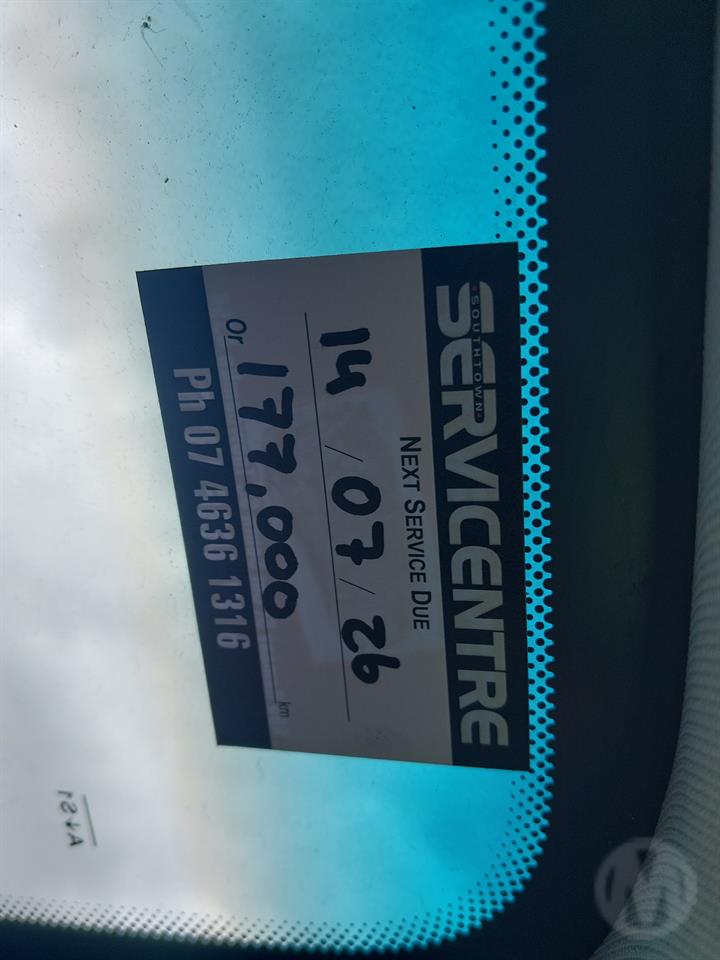 SOUTHTOWN
SERVICENTRE
NEXT SERVICE DUE
14 / 07 / 26
Or 177,000 km
Ph 07 4636 1316